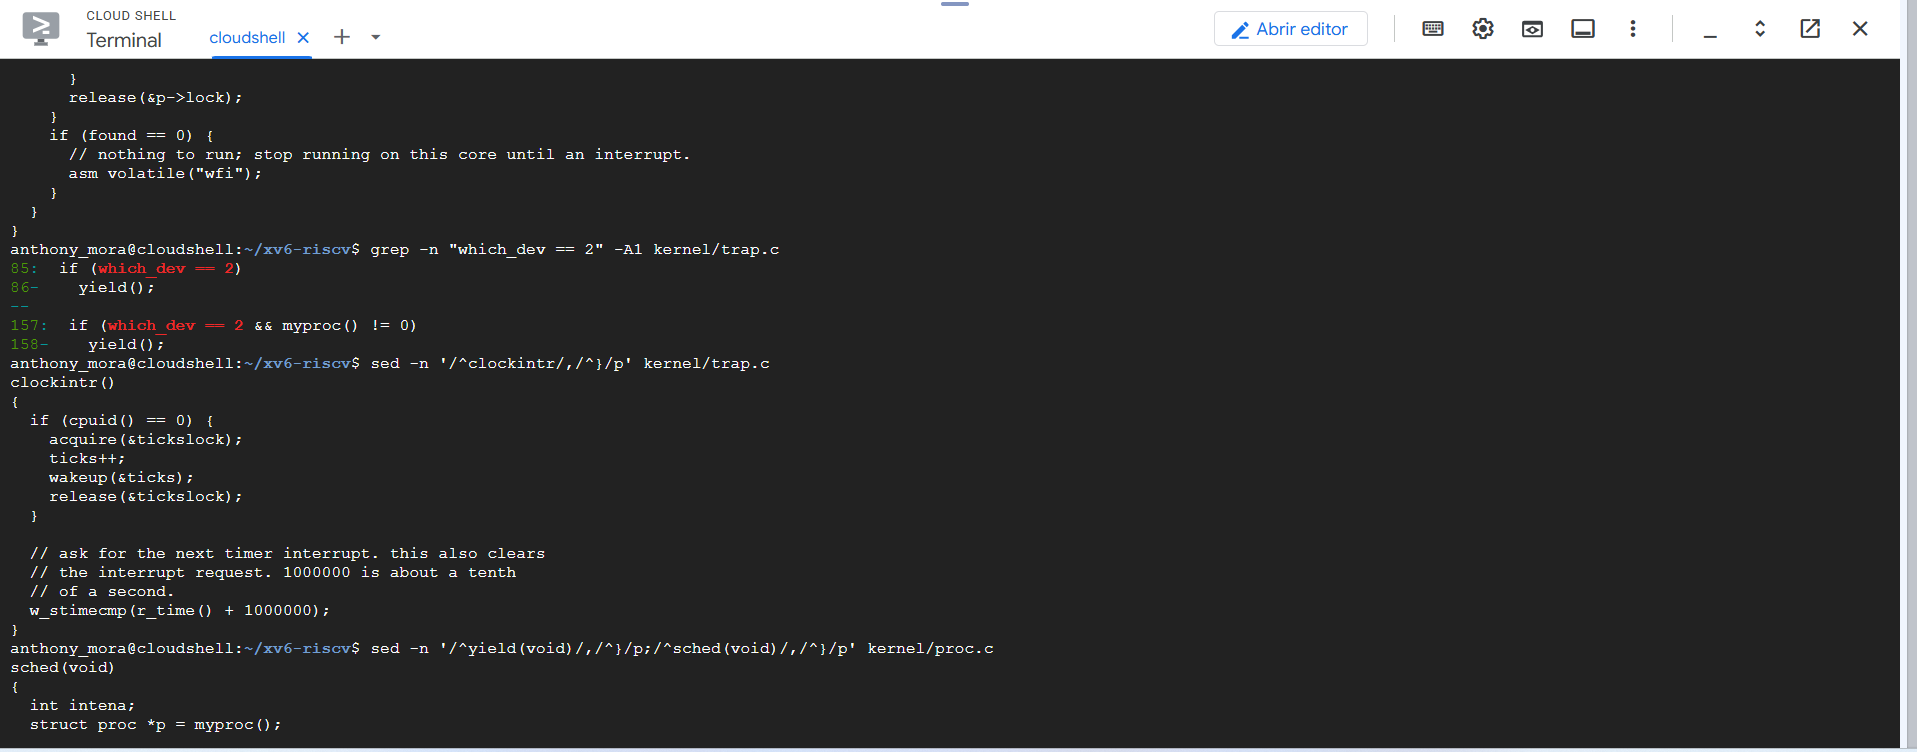 CLOUD SHELL
Terminal
cloudshell
Abrir editor
      }
      release(&p->lock);
    }
    if (found == 0) {
      // nothing to run; stop running on this core until an interrupt.
      asm volatile("wfi");
    }
  }
}
anthony_mora@cloudshell:~/xv6-riscv$ grep -n "which_dev == 2" -A1 kernel/trap.c
85:  if (which_dev == 2)
86-    yield();
--
157:  if (which_dev == 2 && myproc() != 0)
158-    yield();
anthony_mora@cloudshell:~/xv6-riscv$ sed -n '/^clockintr/,/^}/p' kernel/trap.c
clockintr()
{
  if (cpuid() == 0) {
    acquire(&tickslock);
    ticks++;
    wakeup(&ticks);
    release(&tickslock);
  }

  // ask for the next timer interrupt. this also clears
  // the interrupt request. 1000000 is about a tenth
  // of a second.
  w_stimecmp(r_time() + 1000000);
}
anthony_mora@cloudshell:~/xv6-riscv$ sed -n '/^yield(void)/,/^}/p;/^sched(void)/,/^}/p' kernel/proc.c
sched(void)
{
  int intena;
  struct proc *p = myproc();